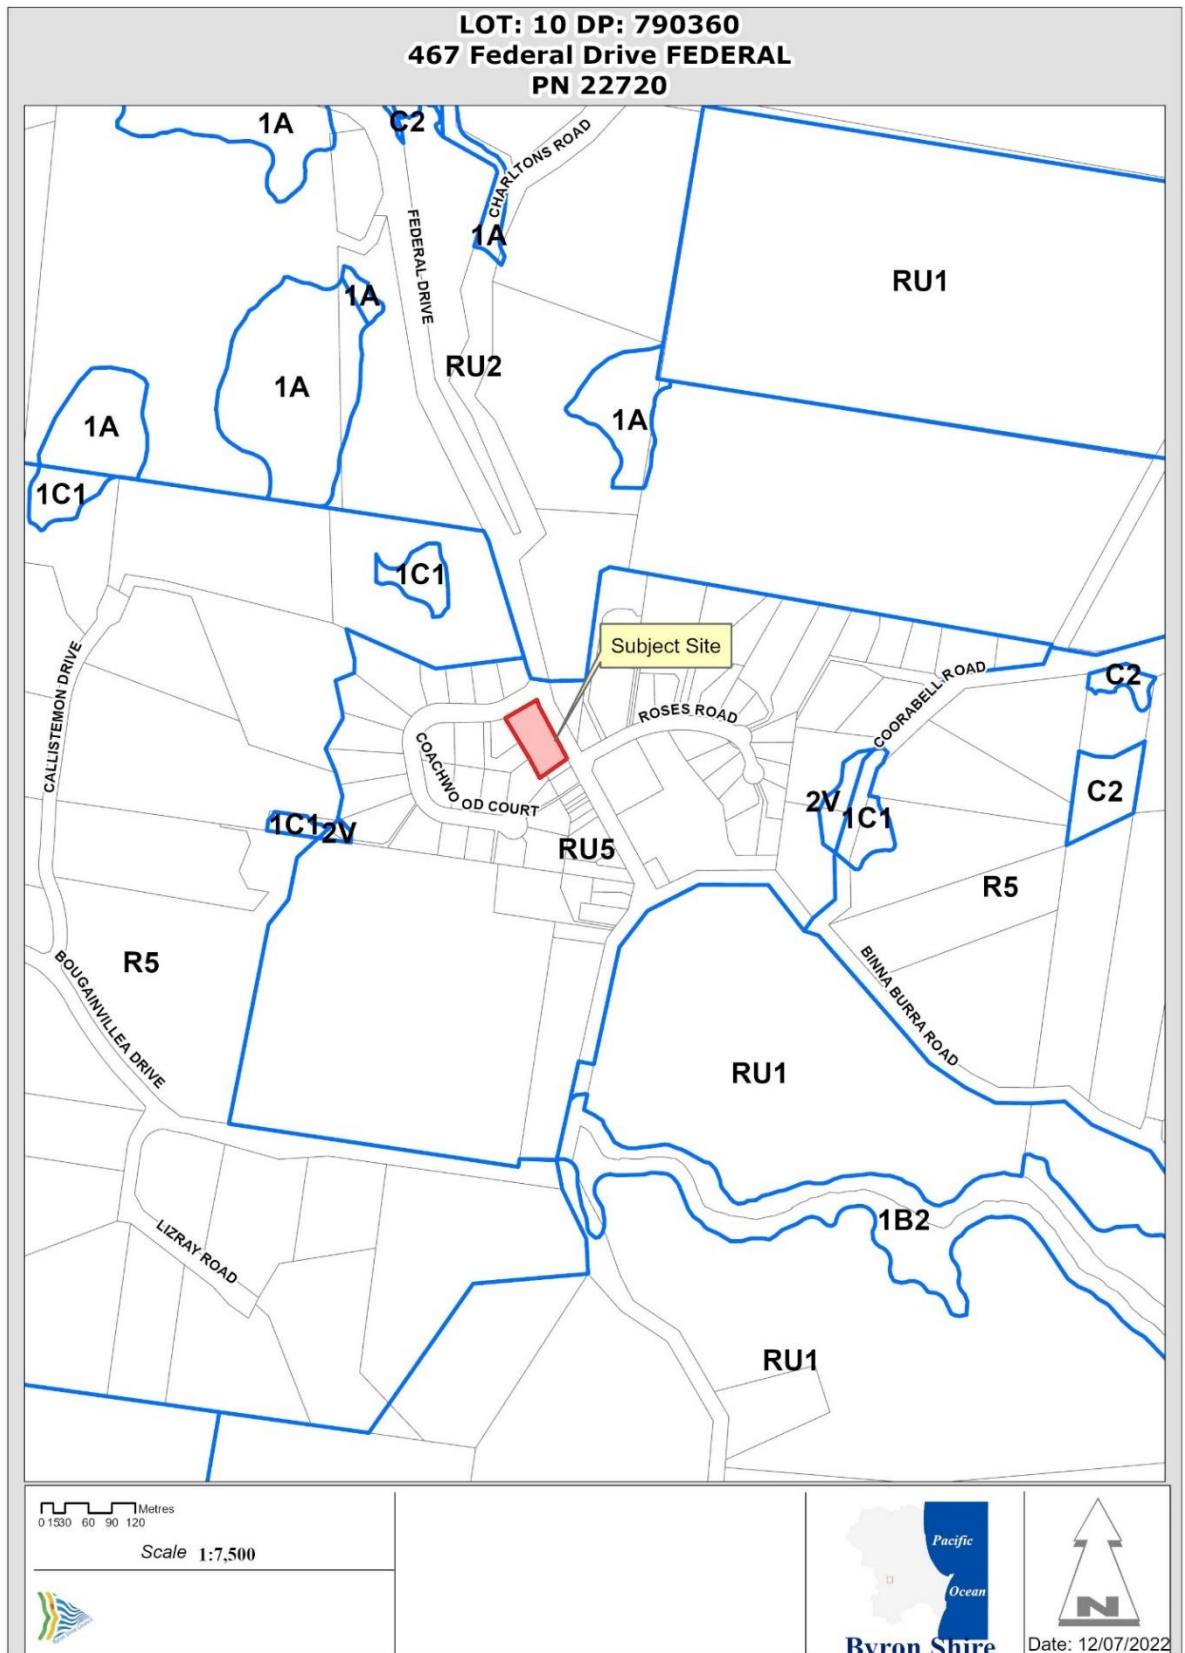 LOT: 10 DP: 790360
467 Federal Drive FEDERAL
PN 22720
1A
C2
CHARLTONS ROAD
FEDERAL DRIVE
1A
RU1
1A
RU2
1A
1A
1A
1C1
1C1
Subject Site
CALLISTEMON DRIVE
COORABELL ROAD
C2
ROSES ROAD
COACHWOOD COURT
C2
2V
1C1
1C1
2V
RU5
R5
R5
BOUGAINVILLEA DRIVE
BINNA BURRA ROAD
RU1
1B2
LIZRAY ROAD
RU1
Metres
0 15 30 60 90 120
Scale 1:7,500
Pacific
Ocean
Byron Shire
N
Date: 12/07/2022